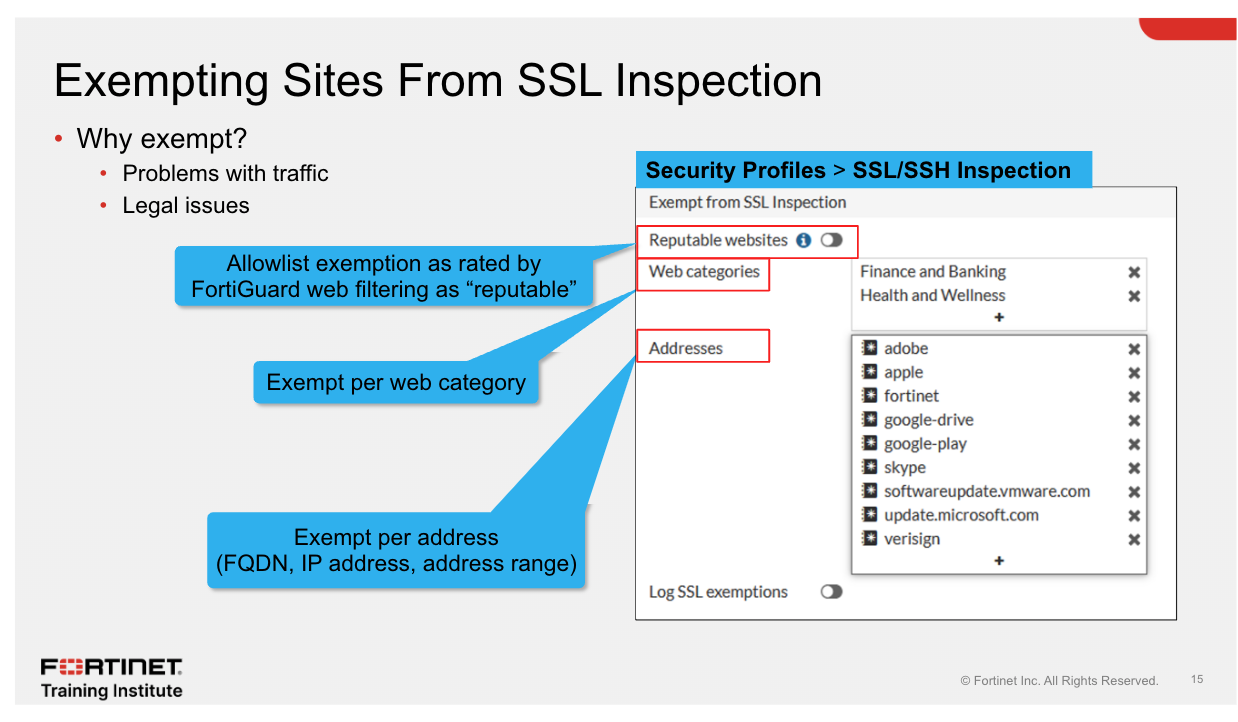 Exempting Sites From SSL Inspection
• Why exempt?
• Problems with traffic
• Legal issues
Allowlist exemption as rated by
FortiGuard web filtering as “reputable”
Exempt per web category
Exempt per address
(FQDN, IP address, address range)
Security Profiles > SSL/SSH Inspection
Exempt from SSL Inspection
Reputable websites
Web categories
Finance and Banking
Health and Wellness
+
Addresses
adobe
apple
fortinet
google-drive
google-play
skype
softwareupdate.vmware.com
update.microsoft.com
verisign
+
Log SSL exemptions
FORTINET
Training Institute
© Fortinet Inc. All Rights Reserved. 15